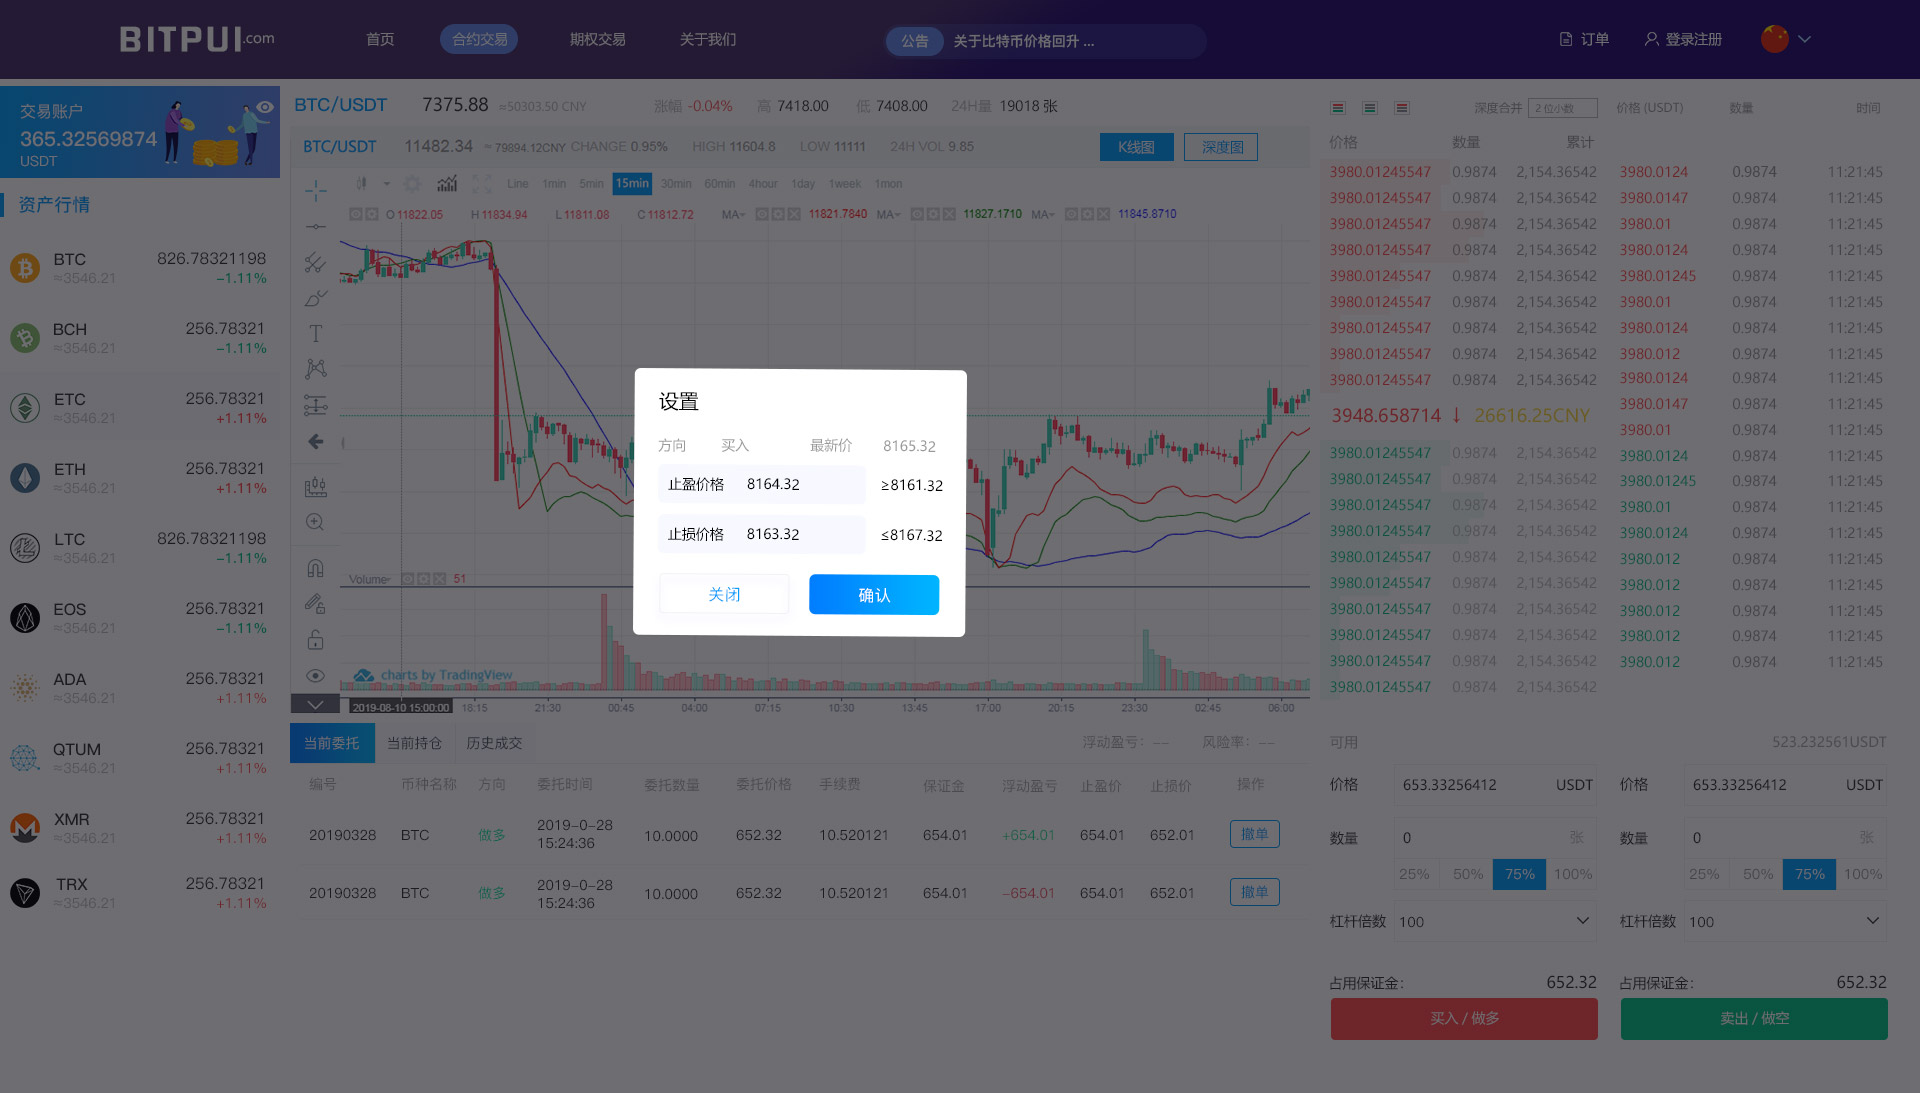 BITPUI.com 首页 合约交易 期权交易 关于我们 公告 关于比特币价格回升 ... 订单 登录注册
交易账户
365.32569874
USDT
资产行情
BTC 826.78321198
≈3546.21 −1.11%
BCH 256.78321
≈3546.21 −1.11%
ETC 256.78321
≈3546.21 +1.11%
ETH 256.78321
≈3546.21 +1.11%
LTC 826.78321198
≈3546.21 −1.11%
EOS 256.78321
≈3546.21 −1.11%
ADA 256.78321
≈3546.21 +1.11%
QTUM 256.78321
≈3546.21 +1.11%
XMR 256.78321
≈3546.21 +1.11%
TRX 256.78321
≈3546.21 +1.11%
BTC/USDT 7375.88 ≈50303.50 CNY 涨幅 -0.04% 高 7418.00 低 7408.00 24H量 19018 张
BTC/USDT 11482.34 ≈ 79894.12CNY CHANGE 0.95% HIGH 11604.8 LOW 11111 24H VOL 9.85 K线图 深度图
Line 1min 5min 15min 30min 60min 4hour 1day 1week 1mon
O 11822.05 H 11834.94 L 11811.08 C 11812.72 MA 11821.7840 MA 11827.1710 MA 11845.8710
Volume 51
charts by TradingView
2019-08-10 15:00:00 18:15 21:30 00:45 04:00 07:15 10:30 13:45 17:00 20:15 23:30 02:45 06:00
设置
方向 买入 最新价 8165.32
止盈价格 8164.32 ≥8161.32
止损价格 8163.32 ≤8167.32
关闭 确认
当前委托 当前持仓 历史成交 浮动盈亏：−− 风险率：−−
编号 币种名称 方向 委托时间 委托数量 委托价格 手续费 保证金 浮动盈亏 止盈价 止损价 操作
20190328 BTC 做多 2019-0-28 15:24:36 10.0000 652.32 10.520121 654.01 +654.01 654.01 652.01 撤单
20190328 BTC 做多 2019-0-28 15:24:36 10.0000 652.32 10.520121 654.01 −654.01 654.01 652.01 撤单
深度合并 2 位小数
价格 数量 累计
3980.01245547 0.9874 2,154.36542
3980.01245547 0.9874 2,154.36542
3980.01245547 0.9874 2,154.36542
3980.01245547 0.9874 2,154.36542
3980.01245547 0.9874 2,154.36542
3980.01245547 0.9874 2,154.36542
3980.01245547 0.9874 2,154.36542
3980.01245547 0.9874 2,154.36542
3980.01245547 0.9874 2,154.36542
3948.658714 ↓ 26616.25CNY
3980.01245547 0.9874 2,154.36542
3980.01245547 0.9874 2,154.36542
3980.01245547 0.9874 2,154.36542
3980.01245547 0.9874 2,154.36542
3980.01245547 0.9874 2,154.36542
3980.01245547 0.9874 2,154.36542
3980.01245547 0.9874 2,154.36542
3980.01245547 0.9874 2,154.36542
3980.01245547 0.9874 2,154.36542
3980.01245547 0.9874 2,154.36542
价格 (USDT) 数量 时间
3980.0124 0.9874 11:21:45
3980.0147 0.9874 11:21:45
3980.01 0.9874 11:21:45
3980.0124 0.9874 11:21:45
3980.01245 0.9874 11:21:45
3980.01 0.9874 11:21:45
3980.0124 0.9874 11:21:45
3980.012 0.9874 11:21:45
3980.0124 0.9874 11:21:45
3980.0147 0.9874 11:21:45
3980.01 0.9874 11:21:45
3980.0124 0.9874 11:21:45
3980.01245 0.9874 11:21:45
3980.01 0.9874 11:21:45
3980.0124 0.9874 11:21:45
3980.012 0.9874 11:21:45
3980.012 0.9874 11:21:45
3980.012 0.9874 11:21:45
3980.012 0.9874 11:21:45
3980.012 0.9874 11:21:45
可用 523.232561USDT
价格 653.33256412 USDT 价格 653.33256412 USDT
数量 0 张 数量 0 张
25% 50% 75% 100% 25% 50% 75% 100%
杠杆倍数 100 杠杆倍数 100
占用保证金： 652.32 占用保证金： 652.32
买入 / 做多 卖出 / 做空